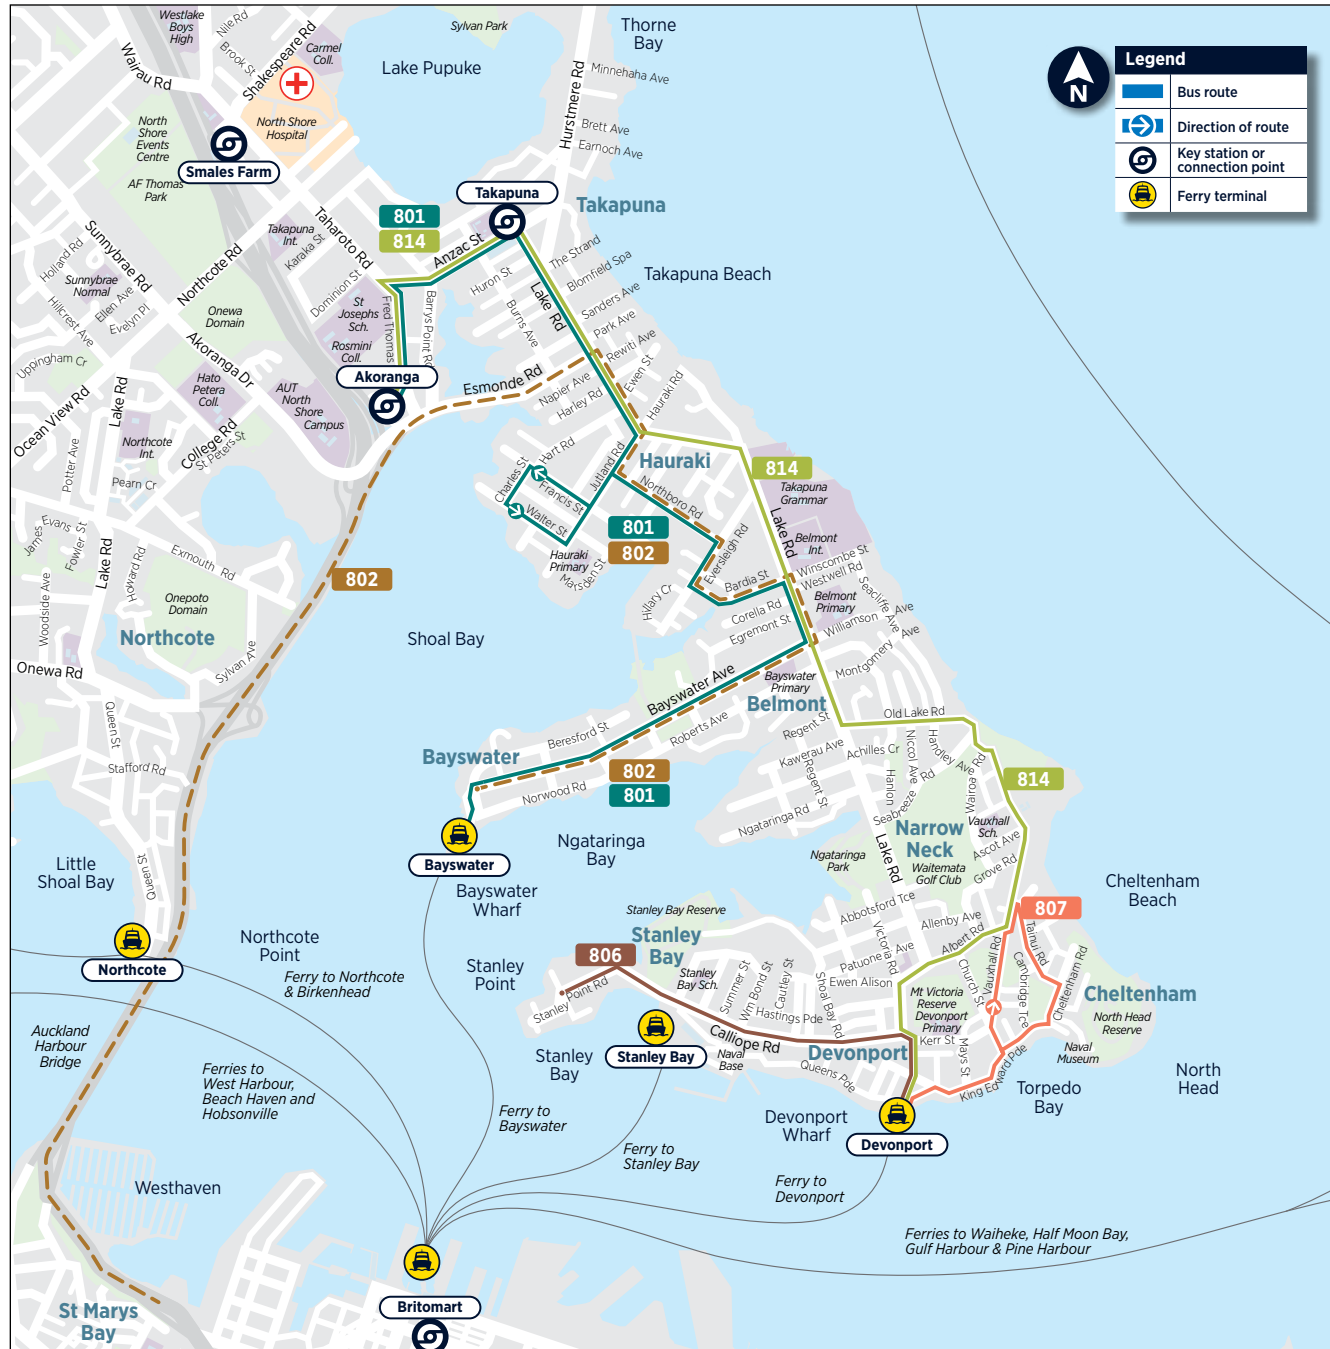 Westlake
Boys
High
Nile Rd
Brook St
Shakespeare Rd
Carmel
Coll.
Wairau Rd
Sylvan Park
Thorne
Bay
Lake Pupuke
Hurstmere Rd
Minnehaha Ave
Brett Ave
Earnoch Ave
N
Legend
Bus route
Direction of route
Key station or
connection point
Ferry terminal
North
Shore
Events
Centre
North Shore
Hospital
Smales Farm
AF Thomas
Park
Takapuna
Takapuna
801
814
Anzac St
Taharoto Rd
Takapuna
Int.
Karaka St
Sunnybrae Rd
Holland Rd
Northcote Rd
Sunnybrae
Normal
Ellen Ave
Evelyn Pl
Hillcrest Ave
Dominion St
St
Josephs
Sch.
Rosmini
Coll.
Fred Thomas
Barrys Point Rd
Huron St
Burns Ave
Lake Rd
The Strand
Blomfield Spa
Takapuna Beach
Sanders Ave
Park Ave
Rewiti Ave
Ewen St
Hauraki Rd
Onewa
Domain
Uppingham Cr
Akoranga Dr
Akoranga
Esmonde Rd
Napier Ave
Harley Rd
Ocean View Rd
Lake Rd
Hato
Petera
Coll.
AUT
North
Shore
Campus
College Rd
St Peters St
Northcote
Int.
Potter Ave
Pearn Cr
Hart Rd
Charles St
Francis St
Walter St
Jutland Rd
Hauraki
Northboro Rd
814
Takapuna
Grammar
801
802
Lake Rd
Belmont
Int.
Eversleigh Rd
Bardia St
Winscombe St
Westwell Rd
Seacliffe Ave
Hauraki
Primary
Marsden St
Hillary Cr
Corella Rd
Egremont St
Belmont
Primary
Williamson Ave
Montgomery Ave
James
Evans
Fowler St
Lake Rd
Howard Rd
Exmouth Rd
802
Onepoto
Domain
Woodside Ave
Northcote
Shoal Bay
Sylvan Ave
Onewa Rd
Bayswater Ave
Bayswater
Primary
Belmont
Queen St
Stafford Rd
Bayswater
Beresford St
Roberts Ave
Regent St
Old Lake Rd
802
801
Norwood Rd
Kawerau Ave
Achilles Cr
Regent St
Hanlon
Niccol Ave
Handley Ave
Seabreeze Rd
Wairoa Rd
814
Ngataringa Rd
Narrow
Neck
Vauxhall
Sch.
Ascot Ave
Grove Rd
Waitemata
Golf Club
Lake Rd
Ngataringa
Park
Bayswater
Bayswater
Wharf
Ngataringa
Bay
Little
Shoal Bay
Queen St
Cheltenham
Beach
Stanley Bay Reserve
Abbotsford Tce
Allenby Ave
Albert Rd
807
Northcote
Northcote
Point
Ferry to Northcote
& Birkenhead
Stanley
Point
806
Stanley
Bay
Stanley
Bay Sch.
Victoria Rd
Patuone Ave
Ewen Alison
Church St
Vauxhall Rd
Tainui Rd
Cambridge Tce
Cheltenham Rd
Cheltenham
Stanley Point Rd
Summer St
Wm Bond St
Cautley St
Shoal Bay Rd
Hastings Pde
Mt Victoria
Reserve
Devonport
Primary
North Head
Reserve
Auckland
Harbour
Bridge
Stanley Bay
Calliope Rd
Naval
Base
Queens Pde
Devonport
Kerr St
Mays St
Naval
Museum
Stanley
Bay
Ferries to
West Harbour,
Beach Haven and
Hobsonville
King Edward Pde
Torpedo
Bay
North
Head
Ferry to
Bayswater
Devonport
Wharf
Devonport
Ferry to
Stanley Bay
Ferry to
Devonport
Westhaven
Ferries to Waiheke, Half Moon Bay,
Gulf Harbour & Pine Harbour
St Marys
Bay
Britomart